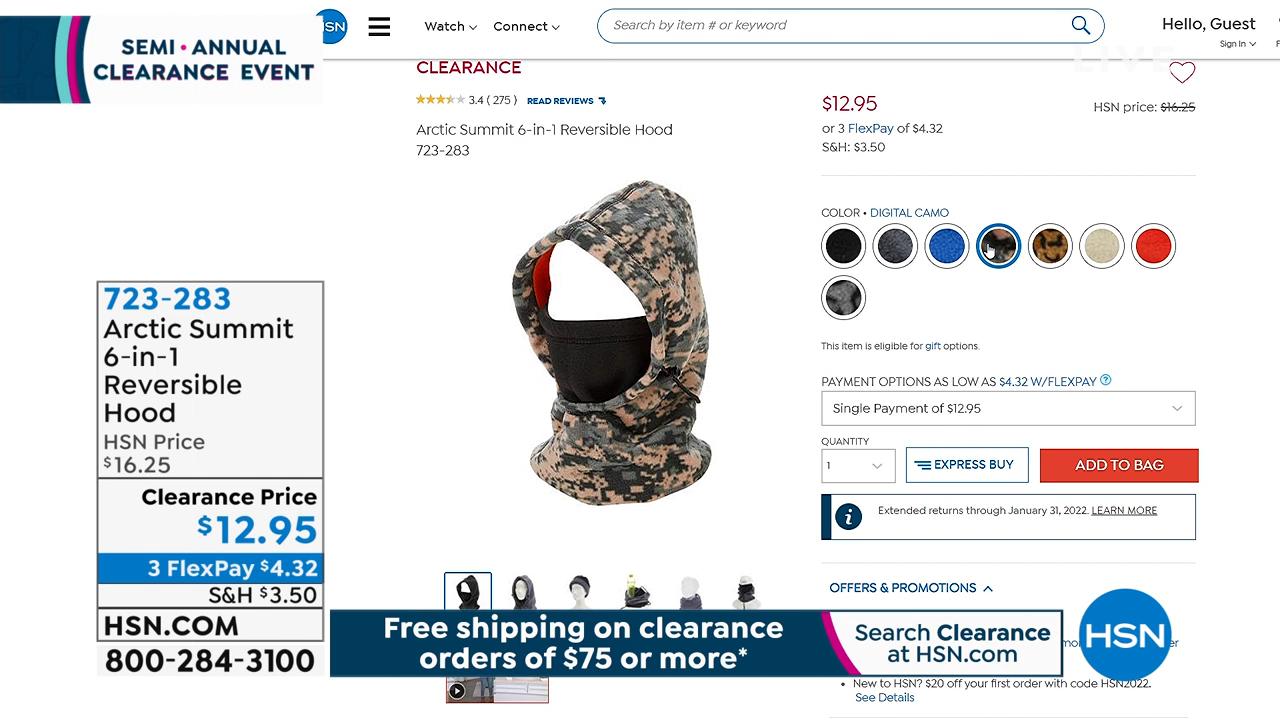 SEMI • ANNUAL
CLEARANCE EVENT
HSN
Watch
Connect
Search by item # or keyword
Hello, Guest
Sign In
LIVE
CLEARANCE
3.4 ( 275 ) READ REVIEWS
Arctic Summit 6-in-1 Reversible Hood
723-283
$12.95
HSN price: $16.25
or 3 FlexPay of $4.32
S&H: $3.50
COLOR • DIGITAL CAMO
This item is eligible for gift options.
PAYMENT OPTIONS AS LOW AS $4.32 W/FLEXPAY ?
Single Payment of $12.95
QUANTITY
1
EXPRESS BUY
ADD TO BAG
i
Extended returns through January 31, 2022. LEARN MORE
OFFERS & PROMOTIONS
New to HSN? $20 off your first order with code HSN2022.
See Details
723-283
Arctic Summit
6-in-1
Reversible
Hood
HSN Price
$16.25
Clearance Price
$12.95
3 FlexPay $4.32
S&H $3.50
HSN.COM
800-284-3100
Free shipping on clearance
orders of $75 or more*
Search Clearance
at HSN.com
HSN